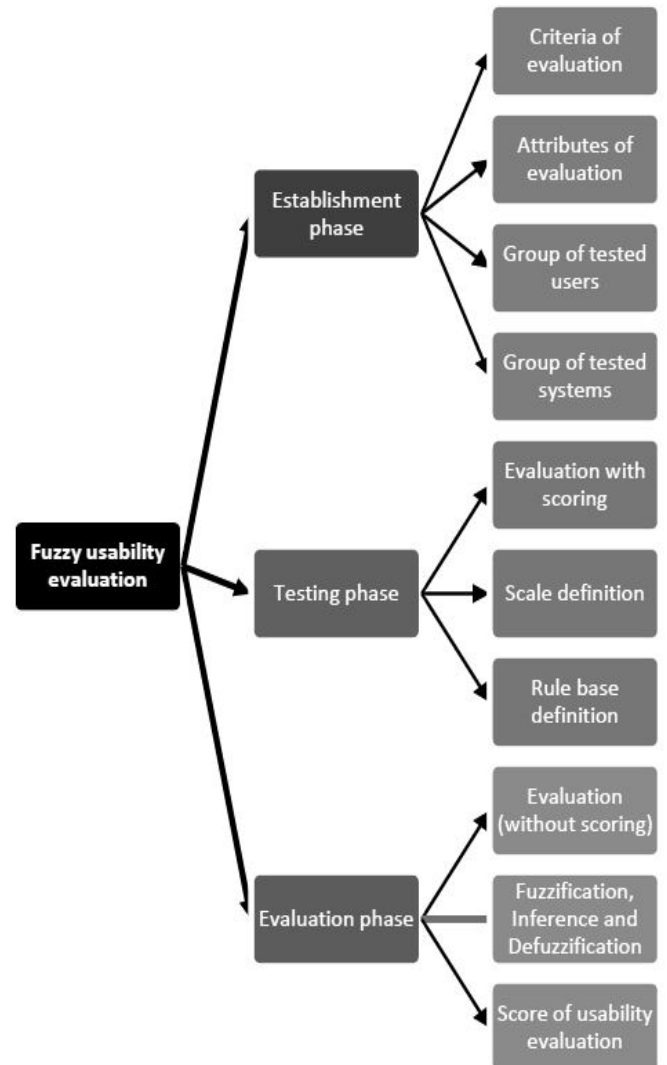 Fuzzy usability
evaluation
Establishment
phase
Criteria of
evaluation
Attributes of
evaluation
Group of tested
users
Group of tested
systems
Testing phase
Evaluation with
scoring
Scale definition
Rule base
definition
Evaluation phase
Evaluation
(without scoring)
Fuzzification,
Inference and
Defuzzification
Score of usability
evaluation